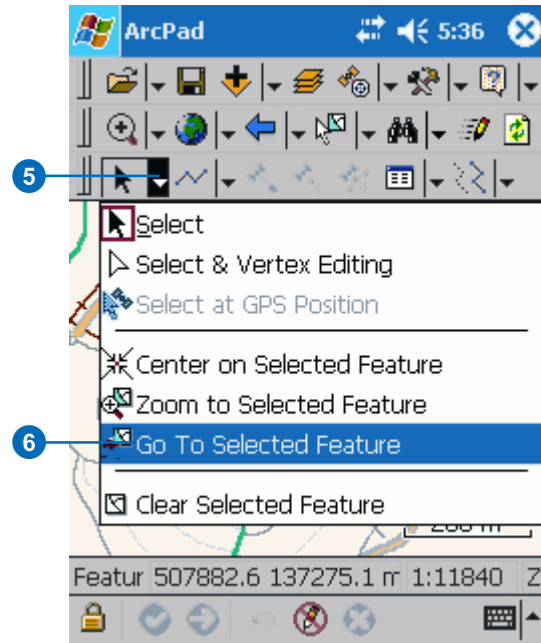 ArcPad 5:36
5
Select
Select & Vertex Editing
Select at GPS Position
Center on Selected Feature
Zoom to Selected Feature
6
Go To Selected Feature
Clear Selected Feature
Featur 507882.6 137275.1 m 1:11840 Z